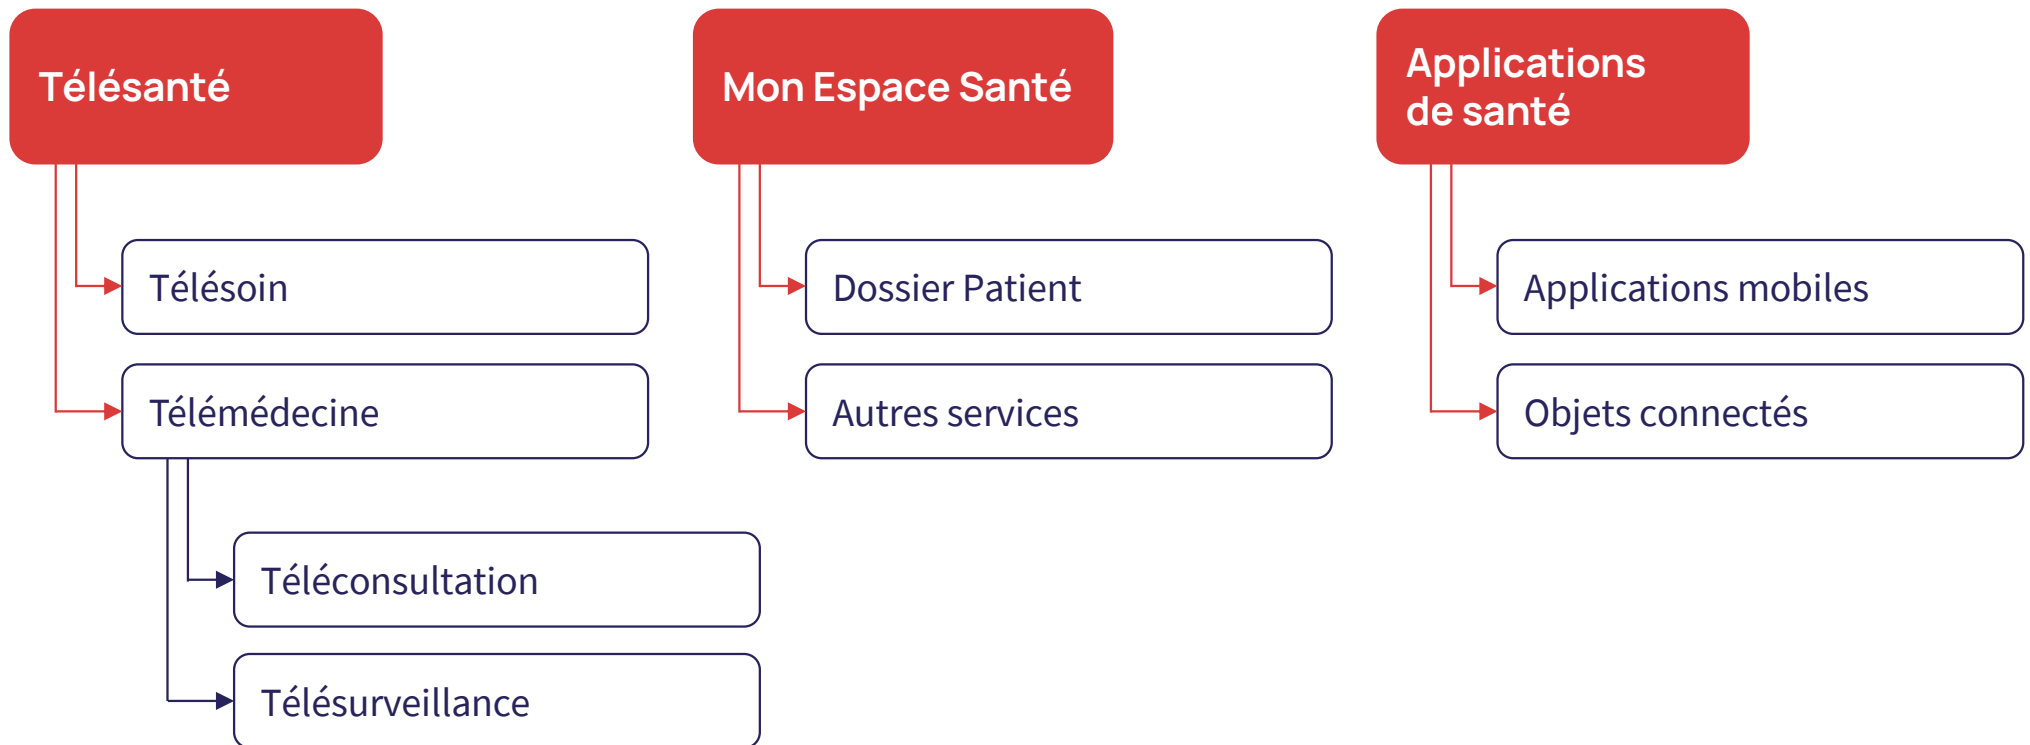 Télésanté
Télésoin
Télémédecine
Téléconsultation
Télésurveillance
Mon Espace Santé
Dossier Patient
Autres services
Applications
de santé
Applications mobiles
Objets connectés